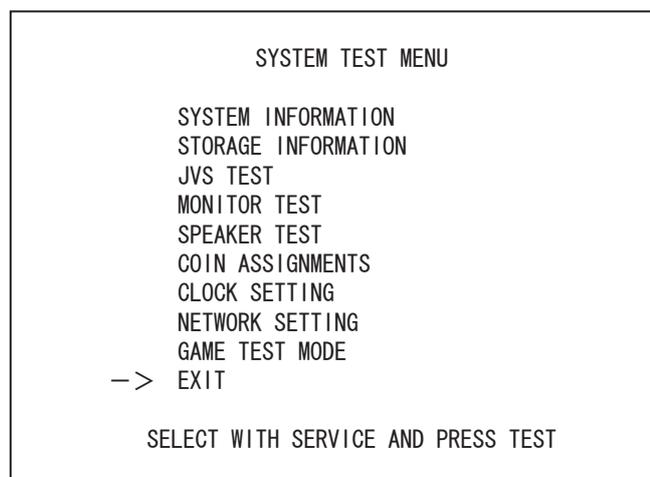 SYSTEM TEST MENU
SYSTEM INFORMATION
STORAGE INFORMATION
JVS TEST
MONITOR TEST
SPEAKER TEST
COIN ASSIGNMENTS
CLOCK SETTING
NETWORK SETTING
GAME TEST MODE
－＞ EXIT
SELECT WITH SERVICE AND PRESS TEST